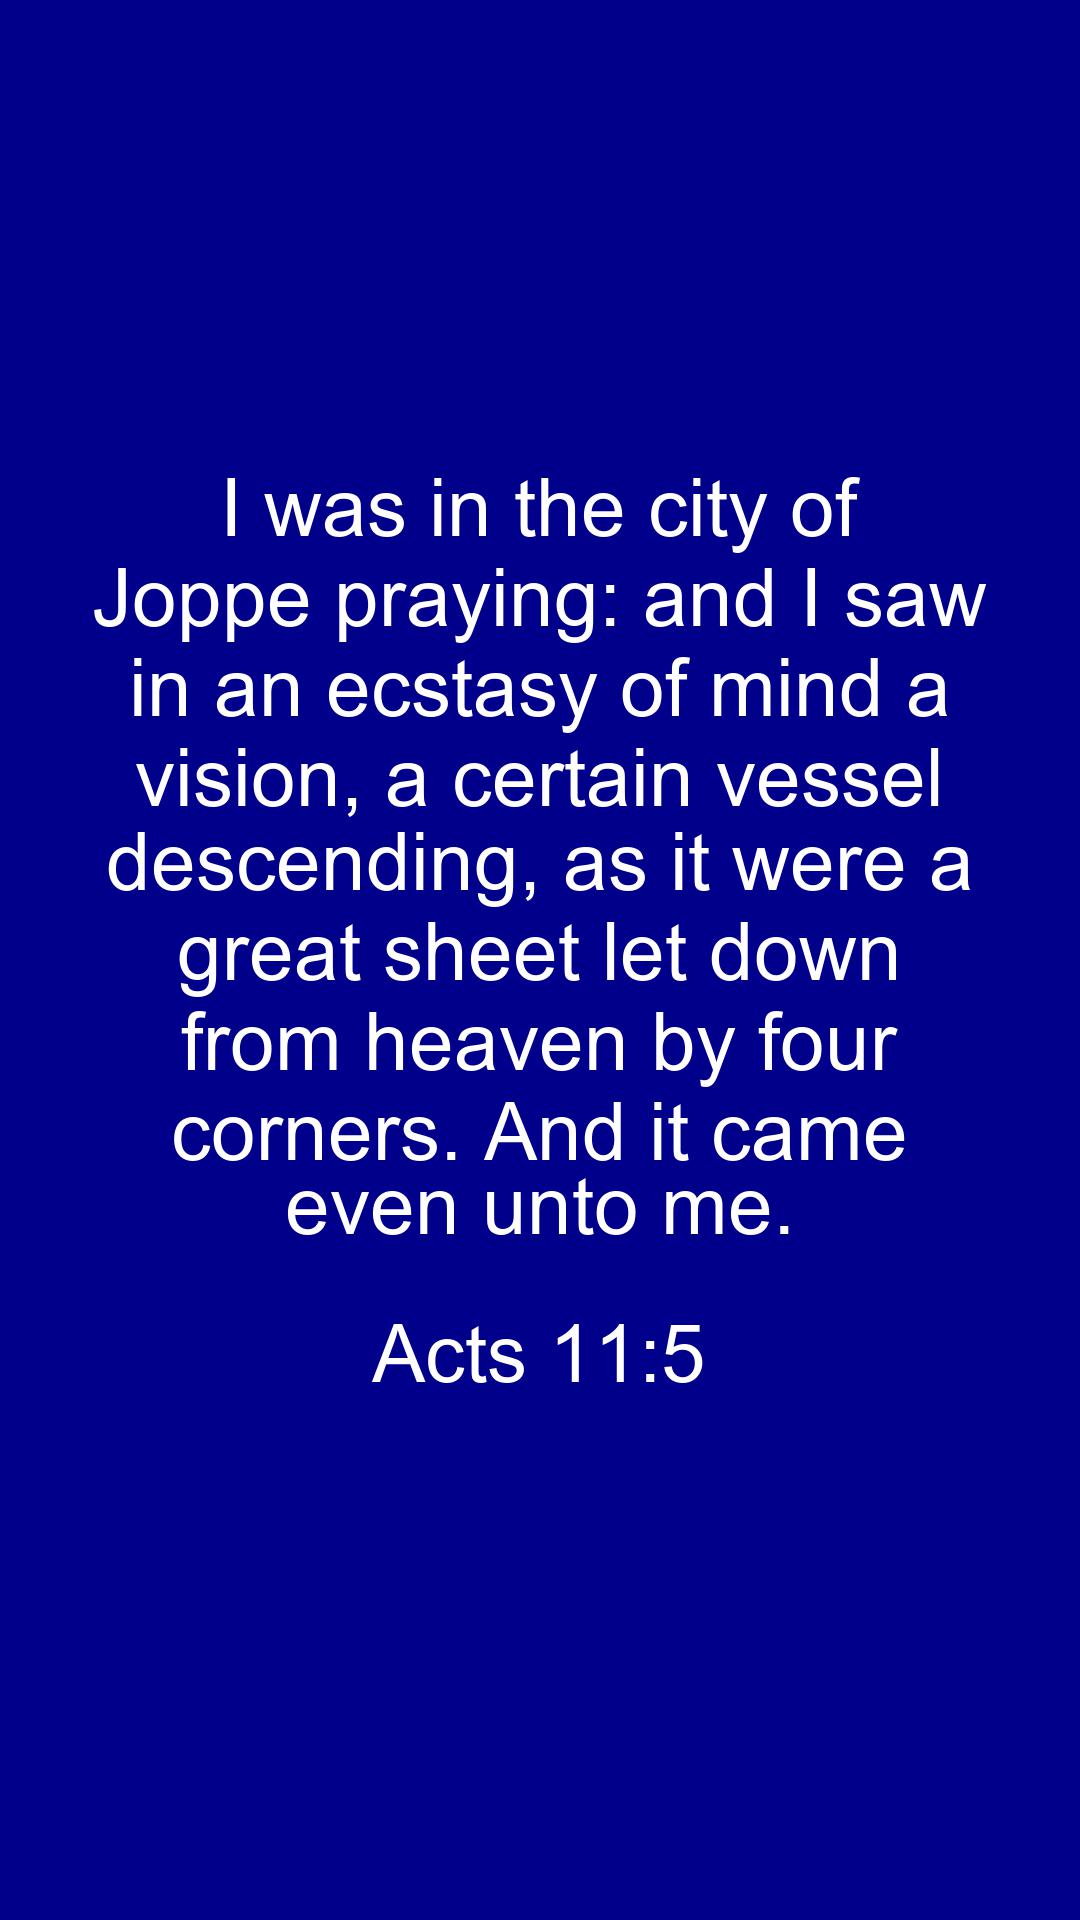 I was in the city of
Joppe praying: and I saw
in an ecstasy of mind a
vision, a certain vessel
descending, as it were a
great sheet let down
from heaven by four
corners. And it came
even unto me.
Acts 11:5